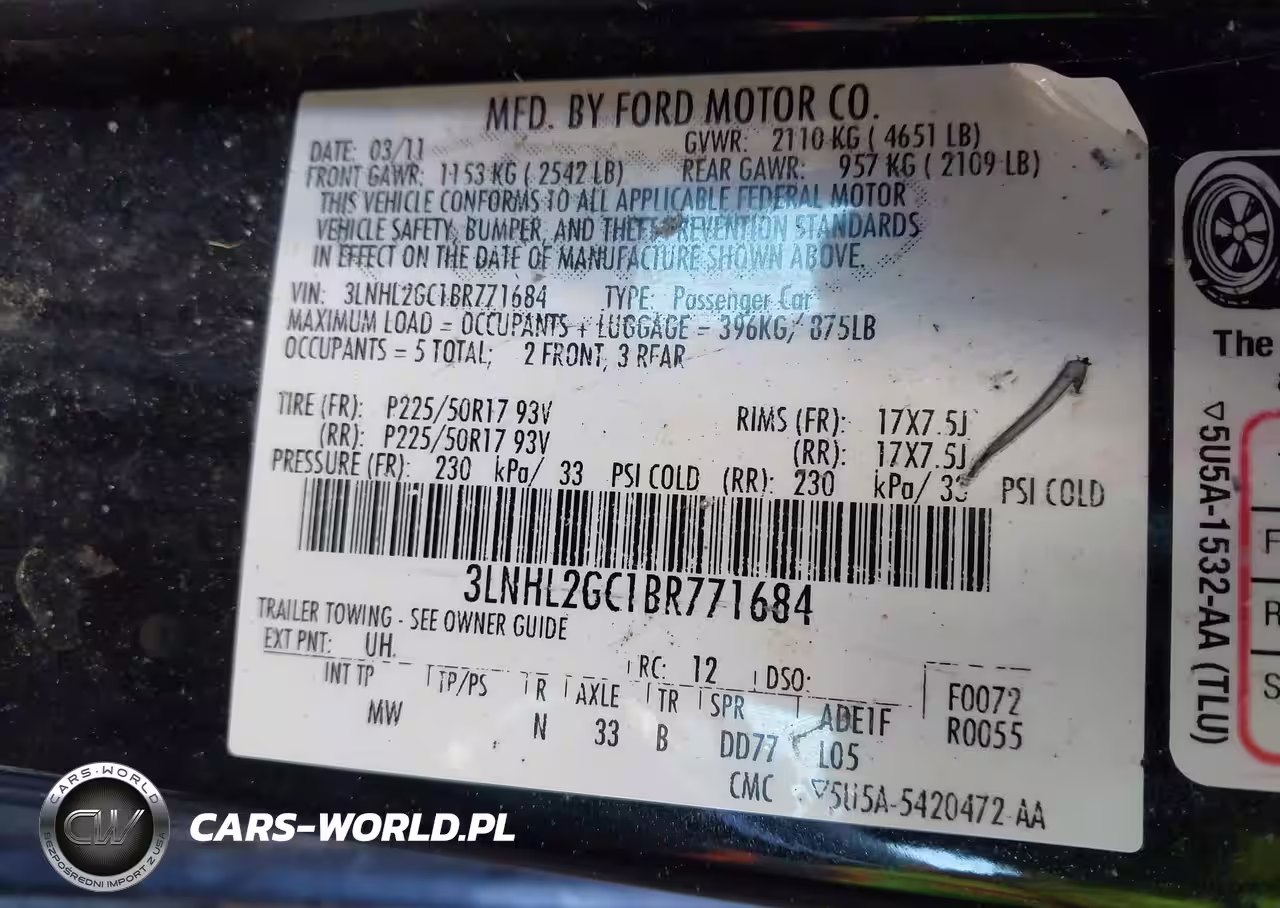 MFD. BY FORD MOTOR CO.
DATE: 03/11 GVWR: 2110 KG ( 4651 LB)
FRONT GAWR: 1153 KG ( 2542 LB) REAR GAWR: 957 KG ( 2109 LB)
THIS VEHICLE CONFORMS TO ALL APPLICABLE FEDERAL MOTOR
VEHICLE SAFETY, BUMPER, AND THEFT PREVENTION STANDARDS
IN EFFECT ON THE DATE OF MANUFACTURE SHOWN ABOVE.
VIN: 3LNHL2GC1BR771684 TYPE: Passenger Car
MAXIMUM LOAD = OCCUPANTS + LUGGAGE = 396KG/ 875LB
OCCUPANTS = 5 TOTAL; 2 FRONT, 3 REAR
TIRE (FR): P225/50R17 93V RIMS (FR): 17X7.5J
(RR): P225/50R17 93V (RR): 17X7.5J
PRESSURE (FR): 230 kPa/ 33 PSI COLD (RR): 230 kPa/ 33 PSI COLD
3LNHL2GC1BR771684
TRAILER TOWING - SEE OWNER GUIDE
EXT PNT: UH. RC: 12 DSO:
INT TP TP/PS R AXLE TR SPR ADE1F F0072
MW N 33 B DD77 L05 R0055
CMC ▽5U5A-5420472-AA
The
▽5U5A-1532-AA (TLU)
F
R
S
CARS-WORLD
CW
BEZPOŚREDNI IMPORT Z USA
CARS-WORLD.PL